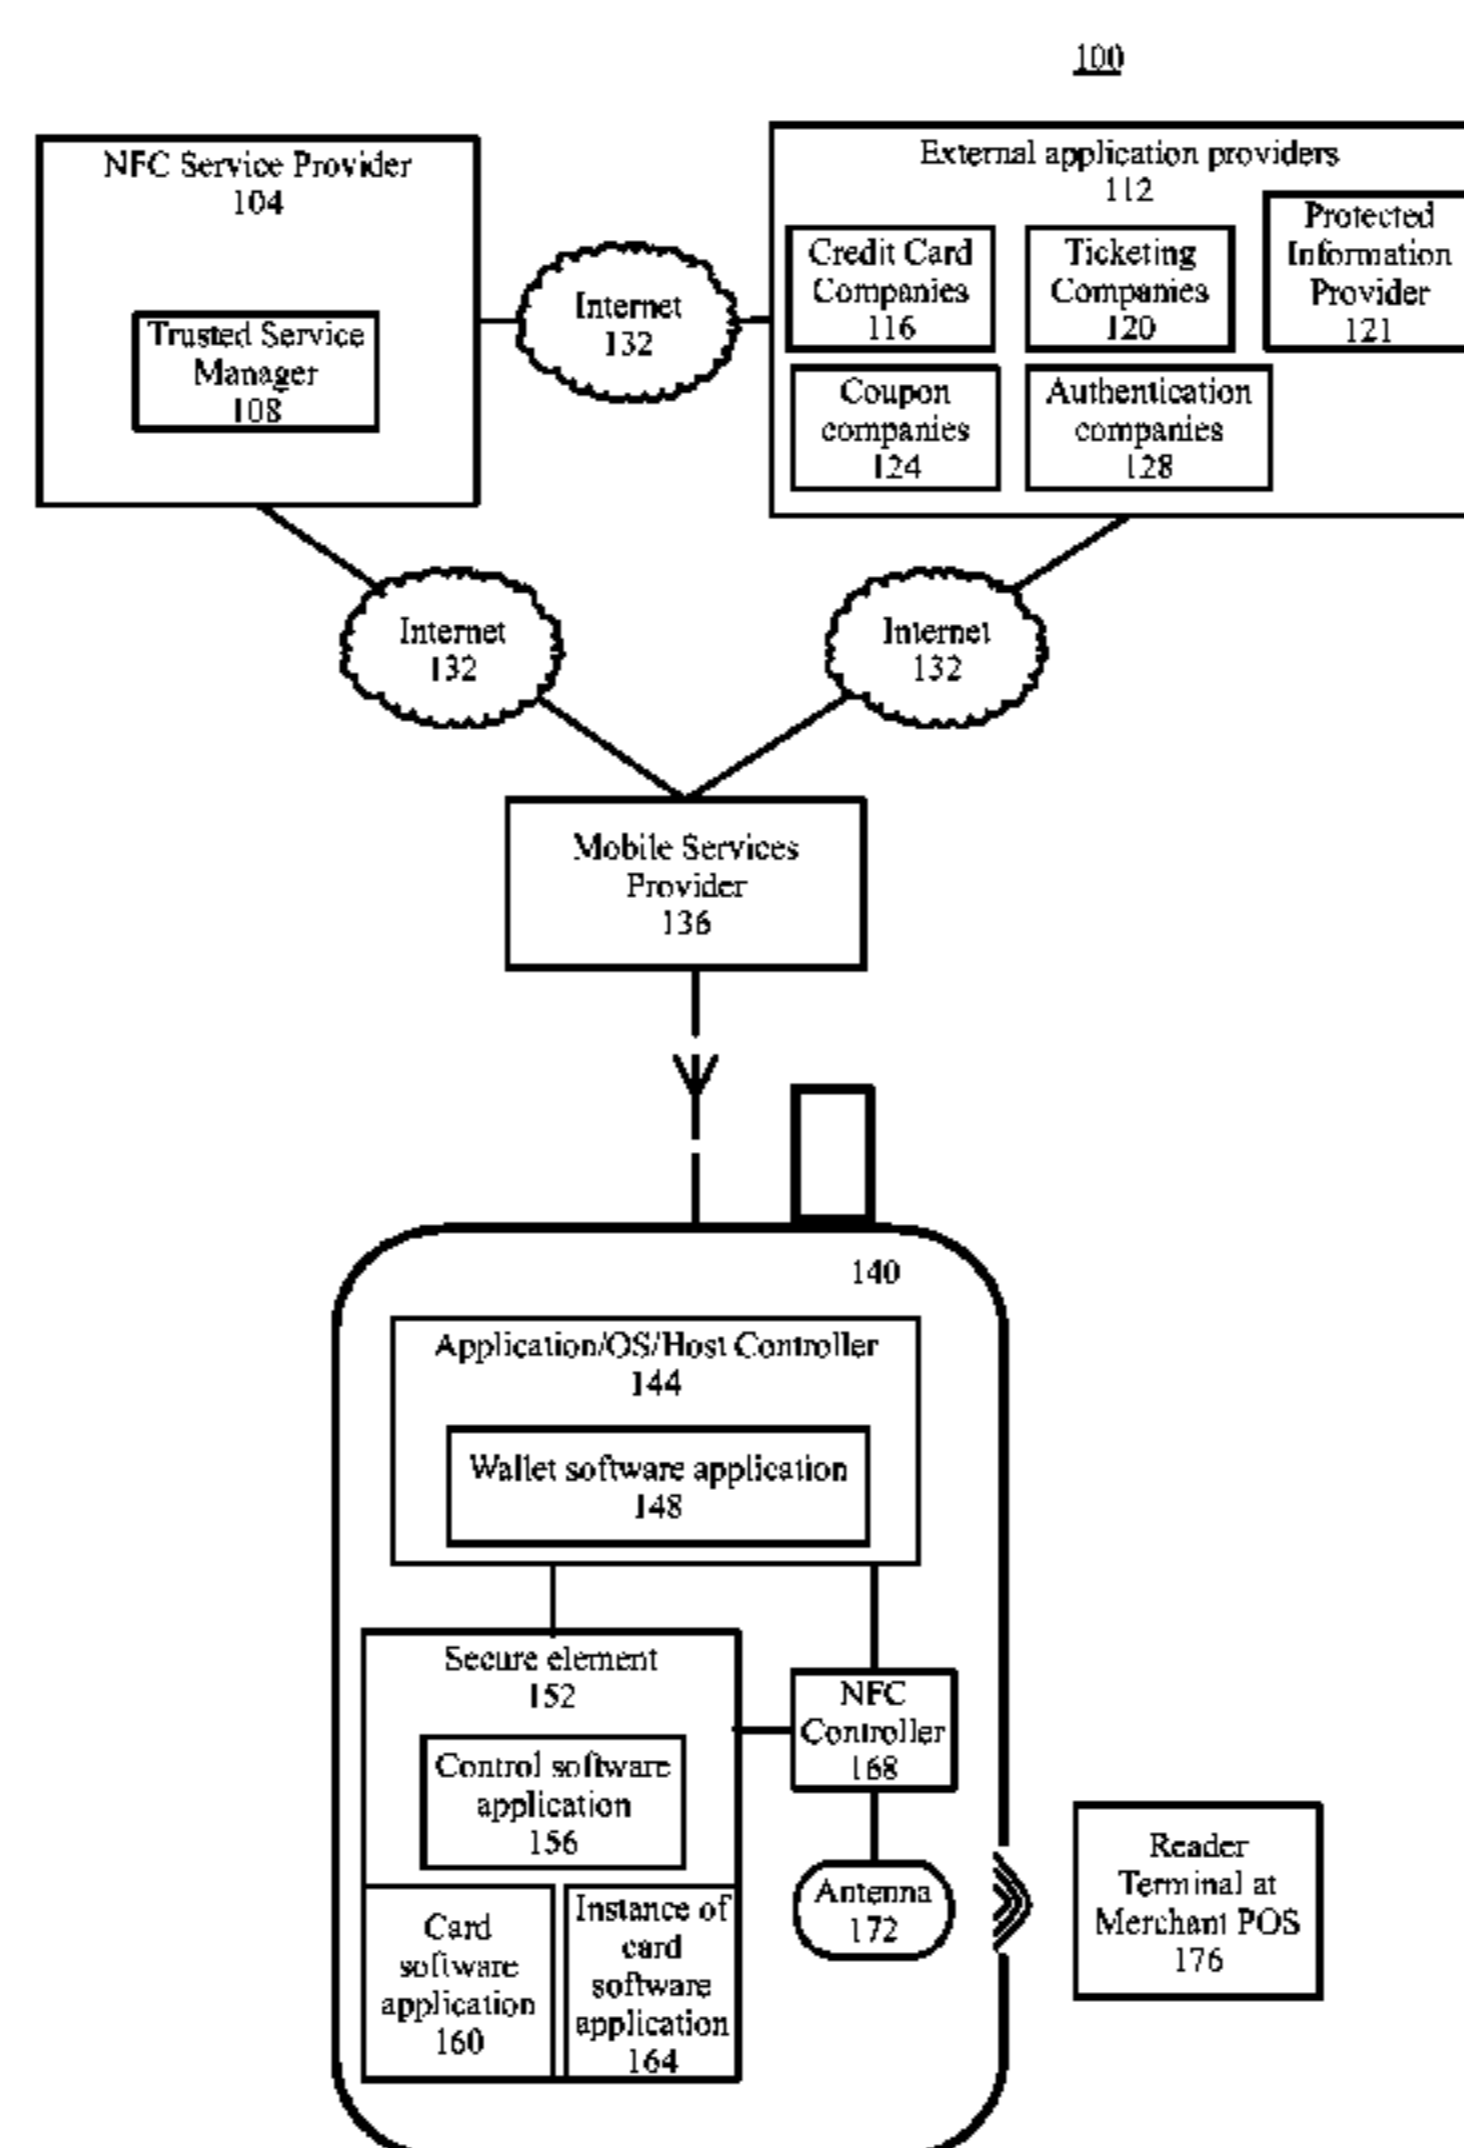 100
NFC Service Provider
104
Trusted Service
Manager
108
Internet
132
External application providers
112
Credit Card
Companies
116
Ticketing
Companies
120
Protected
Information
Provider
121
Coupon
companies
124
Authentication
companies
128
Internet
132
Internet
132
Mobile Services
Provider
136
140
Application/OS/Host Controller
144
Wallet software application
148
Secure element
152
Control software
application
156
Card
software
application
160
Instance of
card
software
application
164
NFC
Controller
168
Antenna
172
Reader
Terminal at
Merchant POS
176